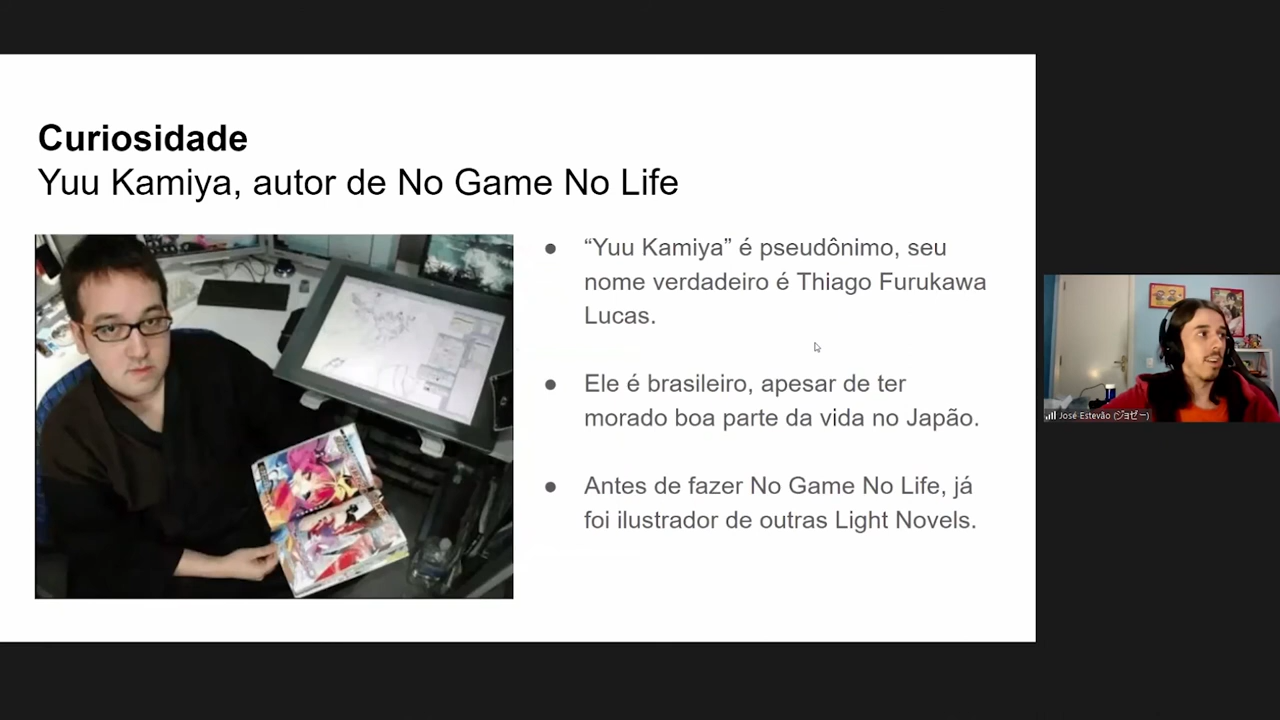 Curiosidade
Yuu Kamiya, autor de No Game No Life
● “Yuu Kamiya” é pseudônimo, seu
nome verdadeiro é Thiago Furukawa
Lucas.
● Ele é brasileiro, apesar de ter
morado boa parte da vida no Japão.
● Antes de fazer No Game No Life, já
foi ilustrador de outras Light Novels.
José Estevão (ジョゼー)